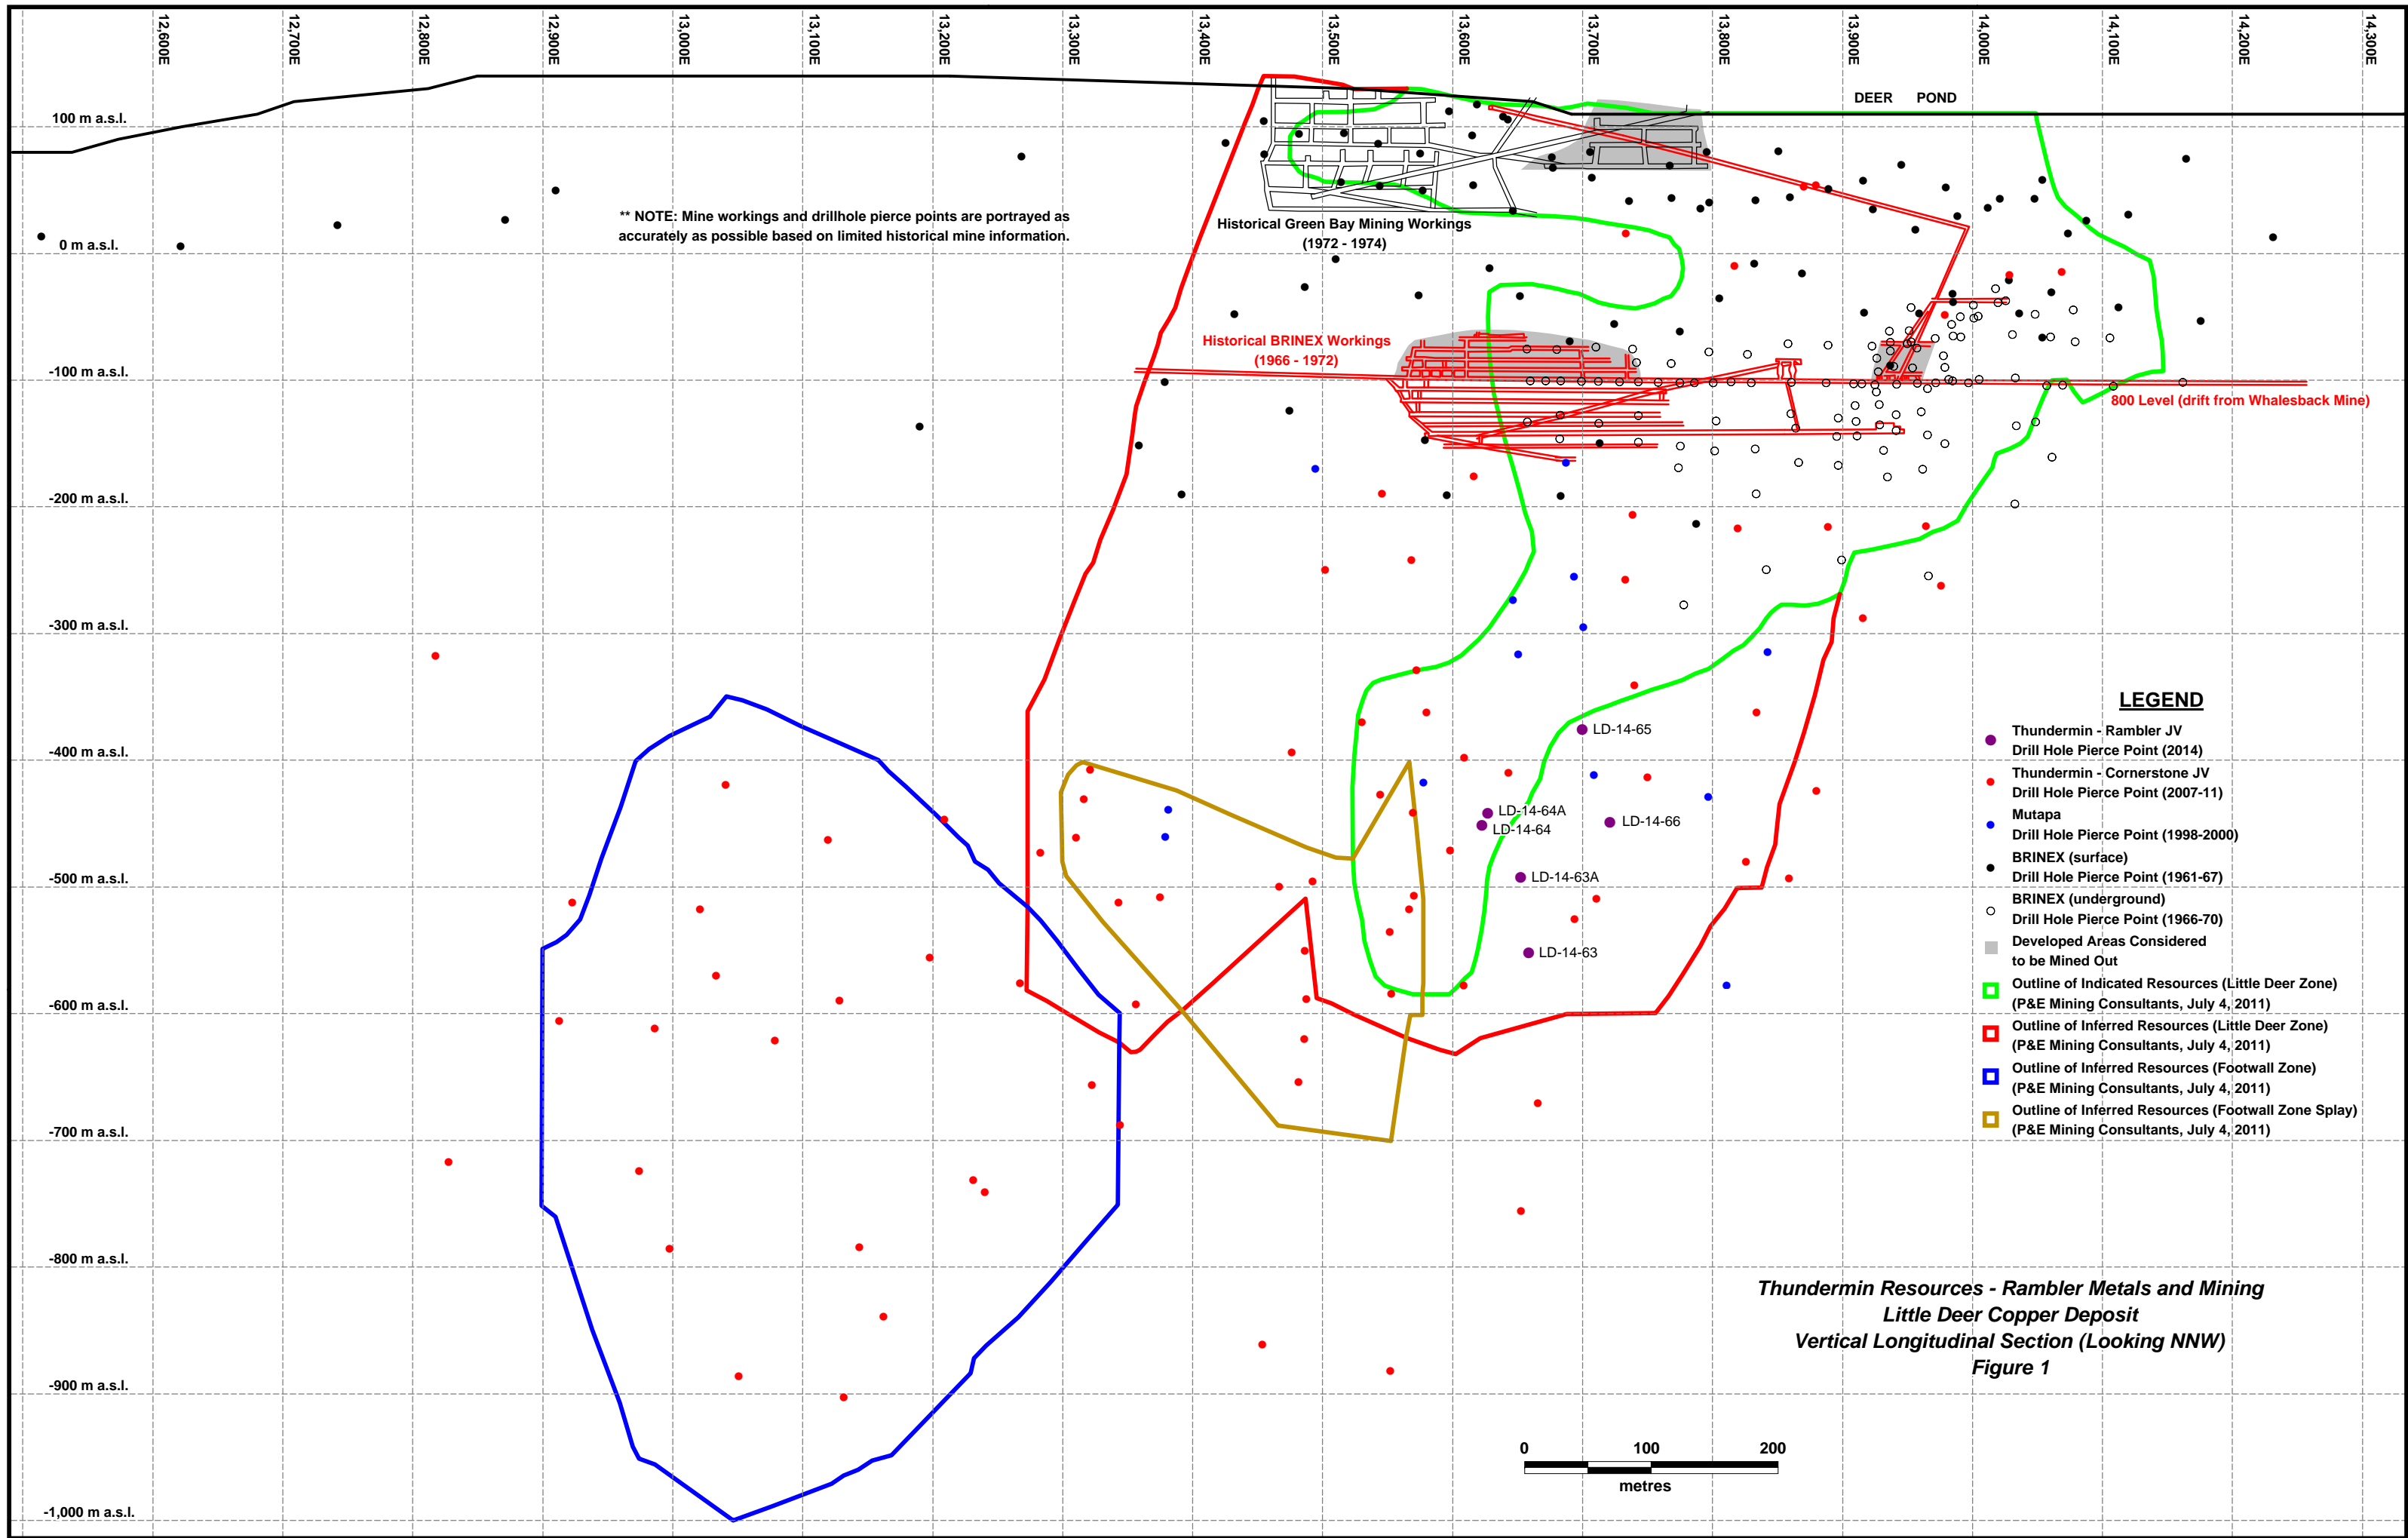 12,600E
12,700E
12,800E
12,900E
13,000E
13,100E
13,200E
13,300E
13,400E
13,500E
13,600E
13,700E
13,800E
13,900E
14,000E
14,100E
14,200E
14,300E
DEER POND
100 m a.s.l.
** NOTE: Mine workings and drillhole pierce points are portrayed as
accurately as possible based on limited historical mine information.
Historical Green Bay Mining Workings
(1972 - 1974)
0 m a.s.l.
Historical BRINEX Workings
(1966 - 1972)
-100 m a.s.l.
800 Level (drift from Whalesback Mine)
-200 m a.s.l.
-300 m a.s.l.
-400 m a.s.l.
-500 m a.s.l.
-600 m a.s.l.
-700 m a.s.l.
-800 m a.s.l.
-900 m a.s.l.
-1,000 m a.s.l.
LD-14-65
LD-14-64A
LD-14-66
LD-14-64
LD-14-63A
LD-14-63
LEGEND
Thundermin - Rambler JV
Drill Hole Pierce Point (2014)
Thundermin - Cornerstone JV
Drill Hole Pierce Point (2007-11)
Mutapa
Drill Hole Pierce Point (1998-2000)
BRINEX (surface)
Drill Hole Pierce Point (1961-67)
BRINEX (underground)
Drill Hole Pierce Point (1966-70)
Developed Areas Considered
to be Mined Out
Outline of Indicated Resources (Little Deer Zone)
(P&E Mining Consultants, July 4, 2011)
Outline of Inferred Resources (Little Deer Zone)
(P&E Mining Consultants, July 4, 2011)
Outline of Inferred Resources (Footwall Zone)
(P&E Mining Consultants, July 4, 2011)
Outline of Inferred Resources (Footwall Zone Splay)
(P&E Mining Consultants, July 4, 2011)
Thundermin Resources - Rambler Metals and Mining
Little Deer Copper Deposit
Vertical Longitudinal Section (Looking NNW)
Figure 1
0 100 200
metres